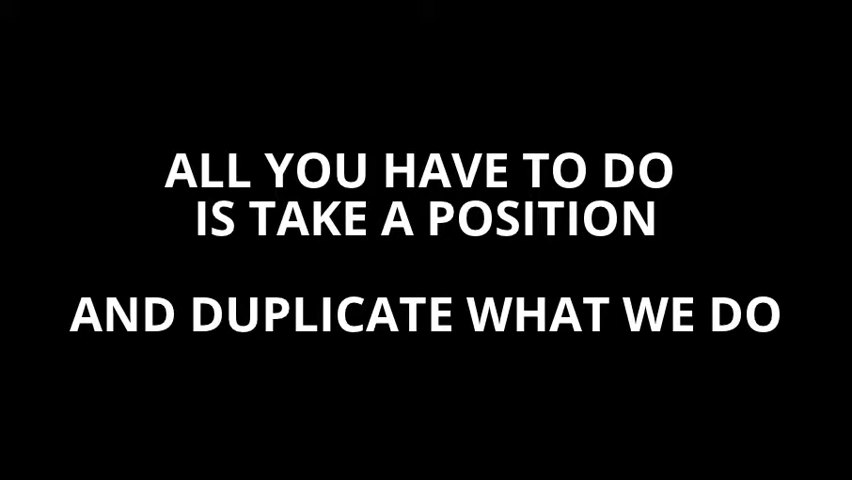 ALL YOU HAVE TO DO
IS TAKE A POSITION
AND DUPLICATE WHAT WE DO